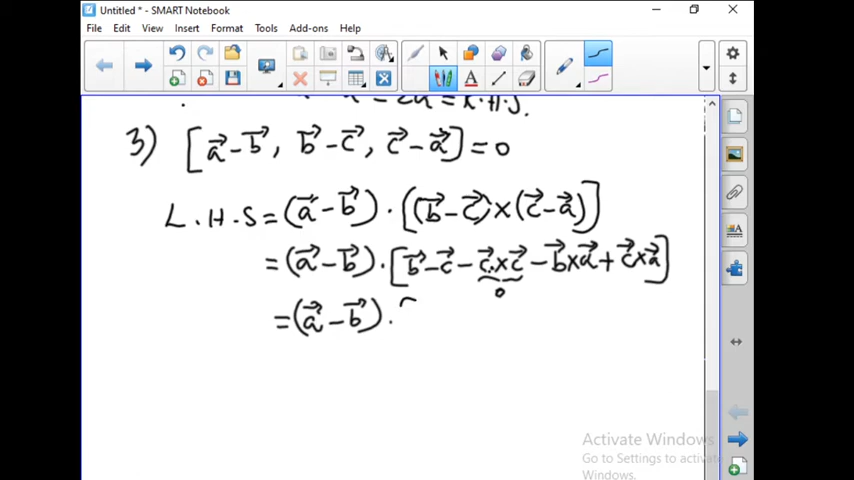 Untitled * - SMART Notebook
File Edit View Insert Format Tools Add-ons Help
= R.H.S.
3) [a⃗ - b⃗, b⃗ - c⃗, c⃗ - a⃗] = 0
L.H.S = (a⃗ - b⃗) · [(b⃗ - c⃗) × (c⃗ - a⃗)]
= (a⃗ - b⃗) · [b⃗ - c⃗ - c⃗ × c⃗ - b⃗ × a⃗ + c⃗ × a⃗]
0
= (a⃗ - b⃗) ·
Activate Windows
Go to Settings to activate
Windows.